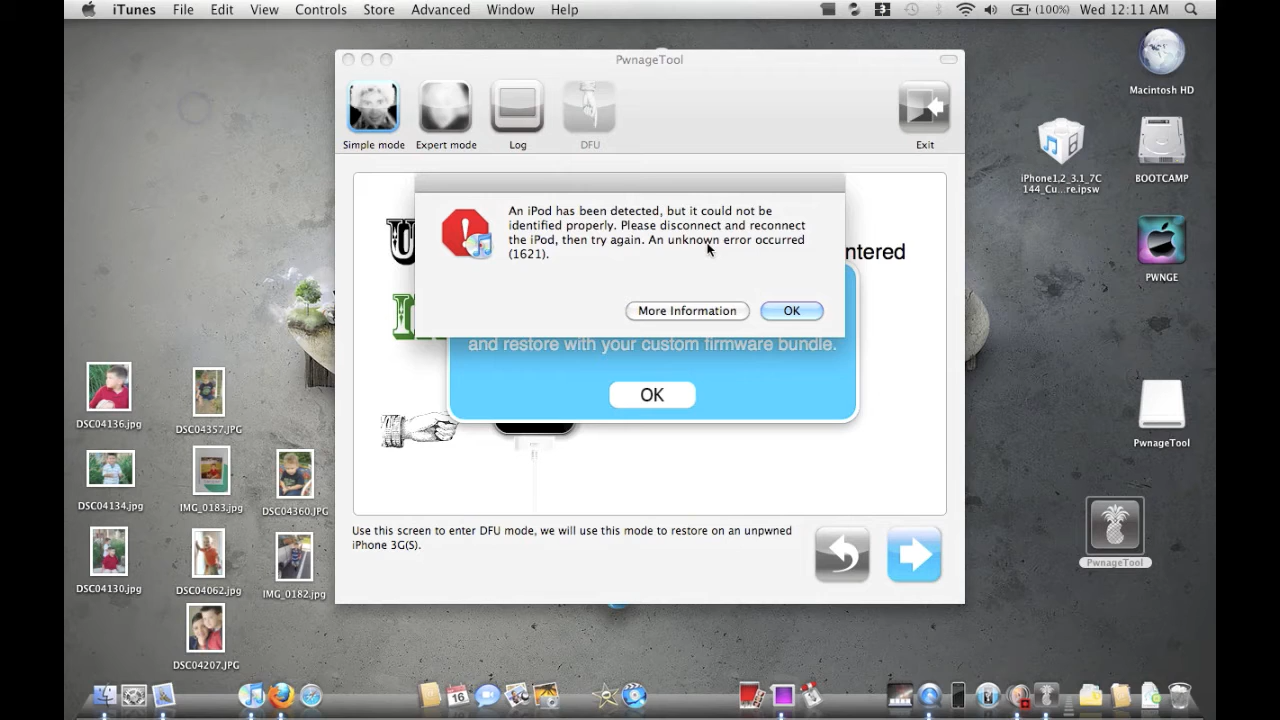 iTunes File Edit View Controls Store Advanced Window Help
(100%) Wed 12:11 AM
PwnageTool
Simple mode
Expert mode
Log
DFU
Exit
An iPod has been detected, but it could not be
identified properly. Please disconnect and reconnect
the iPod, then try again. An unknown error occurred
(1621).
More Information
OK
ntered
and restore with your custom firmware bundle.
OK
Use this screen to enter DFU mode, we will use this mode to restore on an unpwned
iPhone 3G(S).
Macintosh HD
iPhone1,2_3.1_7C
144_Cu...re.ipsw
BOOTCAMP
PWNGE
PwnageTool
PwnageTool
DSC04136.jpg
DSC04357.JPG
DSC04134.jpg
IMG_0183.jpg
DSC04360.JPG
DSC04130.jpg
DSC04062.jpg
IMG_0182.jpg
DSC04207.JPG
16